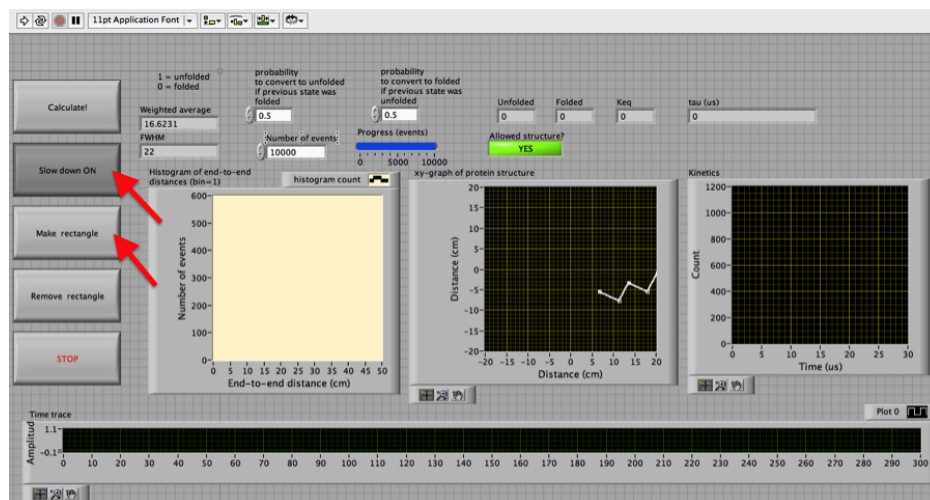 11pt Application Font
Calculate!
Slow down ON
Make rectangle
Remove rectangle
STOP
1 = unfolded
0 = folded
Weighted average
16.6231
FWHM
22
probability
to convert to unfolded
if previous state was
folded
0.5
probability
to convert to folded
if previous state was
unfolded
0.5
Number of events
10000
Progress (events)
0 5000 10000
Unfolded
0
Folded
0
Keq
0
tau (us)
0
Allowed structure?
YES
Histogram of end-to-end
distances (bin=1)
histogram count
Number of events
600
500
400
300
200
100
0
0 5 10 15 20 25 30 35 40 45 50
End-to-end distance (cm)
xy-graph of protein structure
Distance (cm)
20
15
10
5
0
-5
-10
-15
-20
-20 -15 -10 -5 0 5 10 15 20
Distance (cm)
Kinetics
Count
1200
1000
800
600
400
200
0
0 5 10 15 20 25 30
Time (us)
Time trace
Plot 0
Amplitud
1.1
-0.1
0 10 20 30 40 50 60 70 80 90 100 110 120 130 140 150 160 170 180 190 200 210 220 230 240 250 260 270 280 290 300